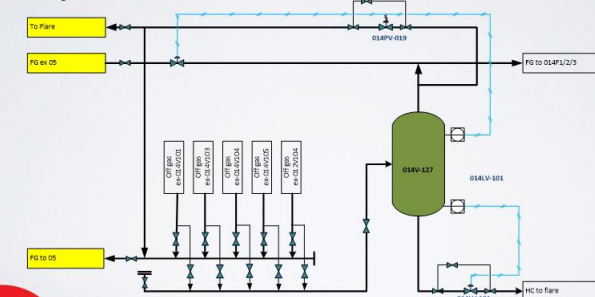 To Flare
014PV-019
FG ex 05
FG to 014F1/2/3
Off gas
ex-014V101
Off gas
ex-014V103
Off gas
ex-014V104
Off gas
ex-014V105
Off gas
ex-012V104
014V-127
014LV-101
FG to 05
HC to flare